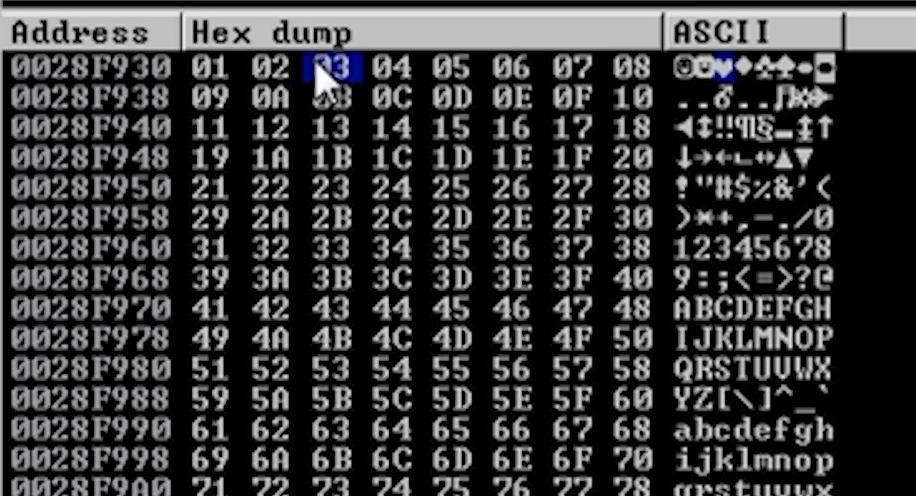 Address Hex dump ASCII
0028F930 01 02 03 04 05 06 07 08 ☺☻♥♦♣♠•◘
0028F938 09 0A 0B 0C 0D 0E 0F 10 ..♂..♫☼►
0028F940 11 12 13 14 15 16 17 18 ◄↕‼¶§▬↨↑
0028F948 19 1A 1B 1C 1D 1E 1F 20 ↓→←∟↔▲▼
0028F950 21 22 23 24 25 26 27 28 !"#$%&'(
0028F958 29 2A 2B 2C 2D 2E 2F 30 )*+,-./0
0028F960 31 32 33 34 35 36 37 38 12345678
0028F968 39 3A 3B 3C 3D 3E 3F 40 9:;<=>?@
0028F970 41 42 43 44 45 46 47 48 ABCDEFGH
0028F978 49 4A 4B 4C 4D 4E 4F 50 IJKLMNOP
0028F980 51 52 53 54 55 56 57 58 QRSTUVWX
0028F988 59 5A 5B 5C 5D 5E 5F 60 YZ[\]^_`
0028F990 61 62 63 64 65 66 67 68 abcdefgh
0028F998 69 6A 6B 6C 6D 6E 6F 70 ijklmnop
0028F9A0 71 72 73 74 75 76 77 78 qrstuvwx